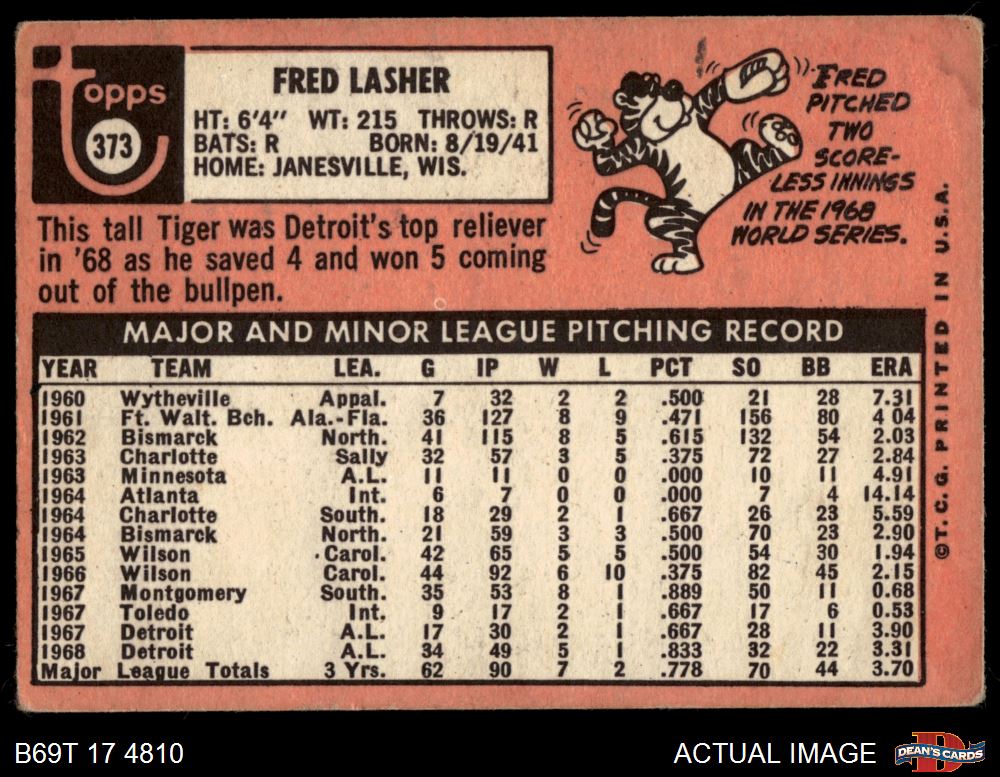 topps
373
FRED LASHER
HT: 6'4" WT: 215 THROWS: R
BATS: R BORN: 8/19/41
HOME: JANESVILLE, WIS.
FRED
PITCHED
TWO
SCORE-
LESS INNINGS
IN THE 1968
WORLD SERIES.
This tall Tiger was Detroit's top reliever
in '68 as he saved 4 and won 5 coming
out of the bullpen.
MAJOR AND MINOR LEAGUE PITCHING RECORD
YEAR TEAM LEA. G IP W L PCT SO BB ERA
1960 Wytheville Appal. 7 32 2 2 .500 21 28 7.31
1961 Ft. Walt. Bch. Ala.-Fla. 36 127 8 9 .471 156 80 4 04
1962 Bismarck North. 41 115 8 5 .615 132 54 2.03
1963 Charlotte Sally 32 57 3 5 .375 72 27 2.84
1963 Minnesota A.L. 11 11 0 0 .000 10 11 4.91
1964 Atlanta Int. 6 7 0 0 .000 7 4 14.14
1964 Charlotte South. 18 29 2 1 .667 26 23 5.59
1964 Bismarck North. 21 59 3 3 .500 70 23 2.90
1965 Wilson Carol. 42 65 5 5 .500 54 30 1.94
1966 Wilson Carol. 44 92 6 10 .375 82 45 2.15
1967 Montgomery South. 35 53 8 1 .889 50 11 0.68
1967 Toledo Int. 9 17 2 1 .667 17 6 0.53
1967 Detroit A.L. 17 30 2 1 .667 28 11 3.90
1968 Detroit A.L. 34 49 5 1 .833 32 22 3.31
Major League Totals 3 Yrs. 62 90 7 2 .778 70 44 3.70
©T.C.G. PRINTED IN U.S.A.
B69T 17 4810
ACTUAL IMAGE
D
DEAN'S CARDS